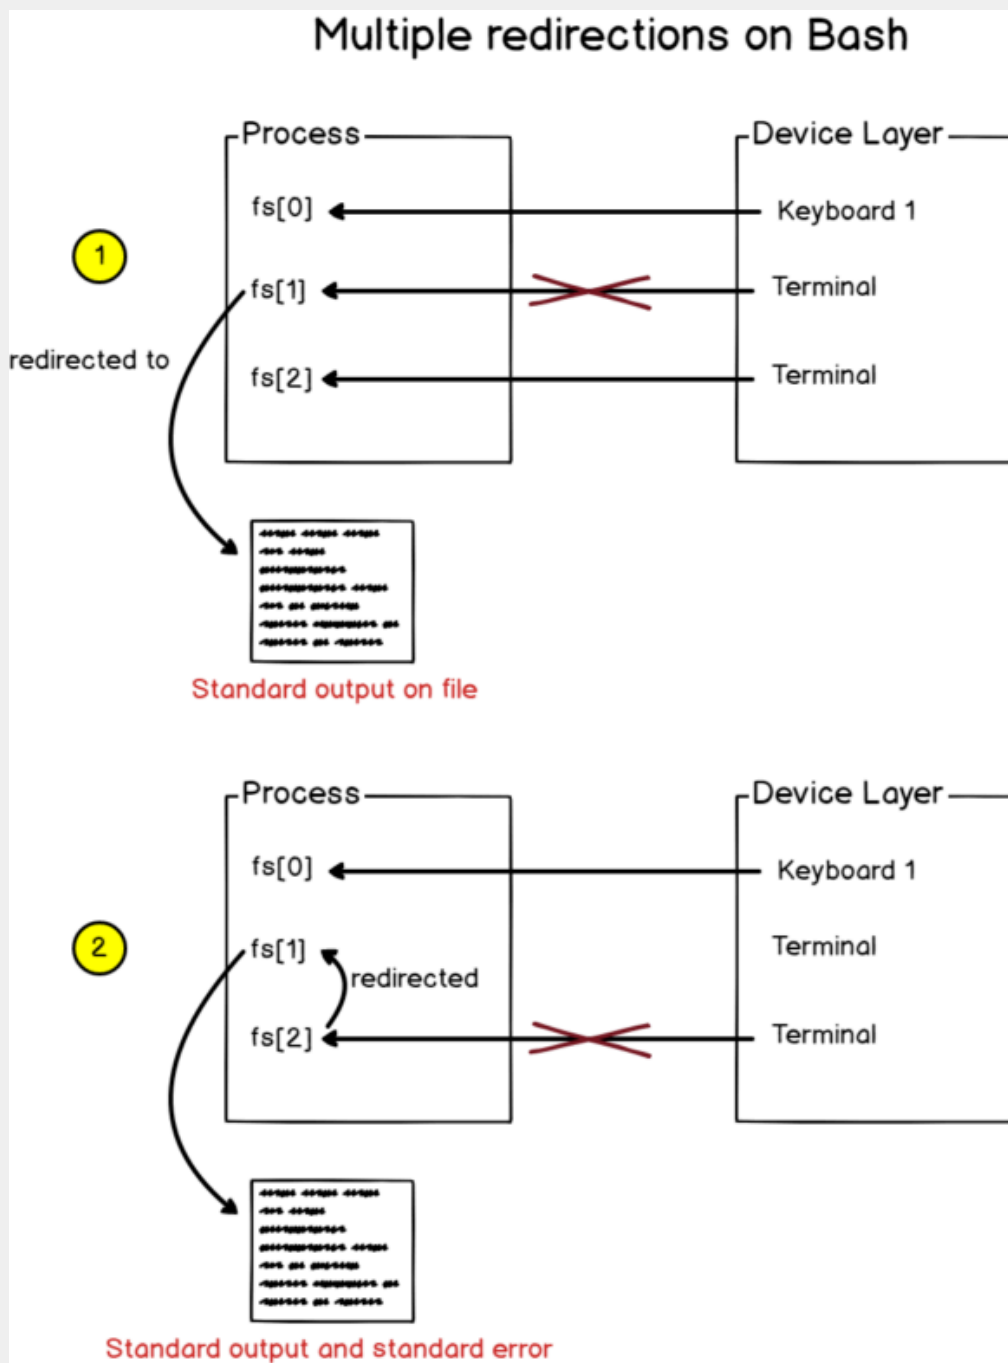 Multiple redirections on Bash
Process
Device Layer
fs[0]
Keyboard 1
1
fs[1]
Terminal
redirected to
fs[2]
Terminal
Standard output on file
Process
Device Layer
fs[0]
Keyboard 1
2
fs[1]
Terminal
redirected
fs[2]
Terminal
Standard output and standard error